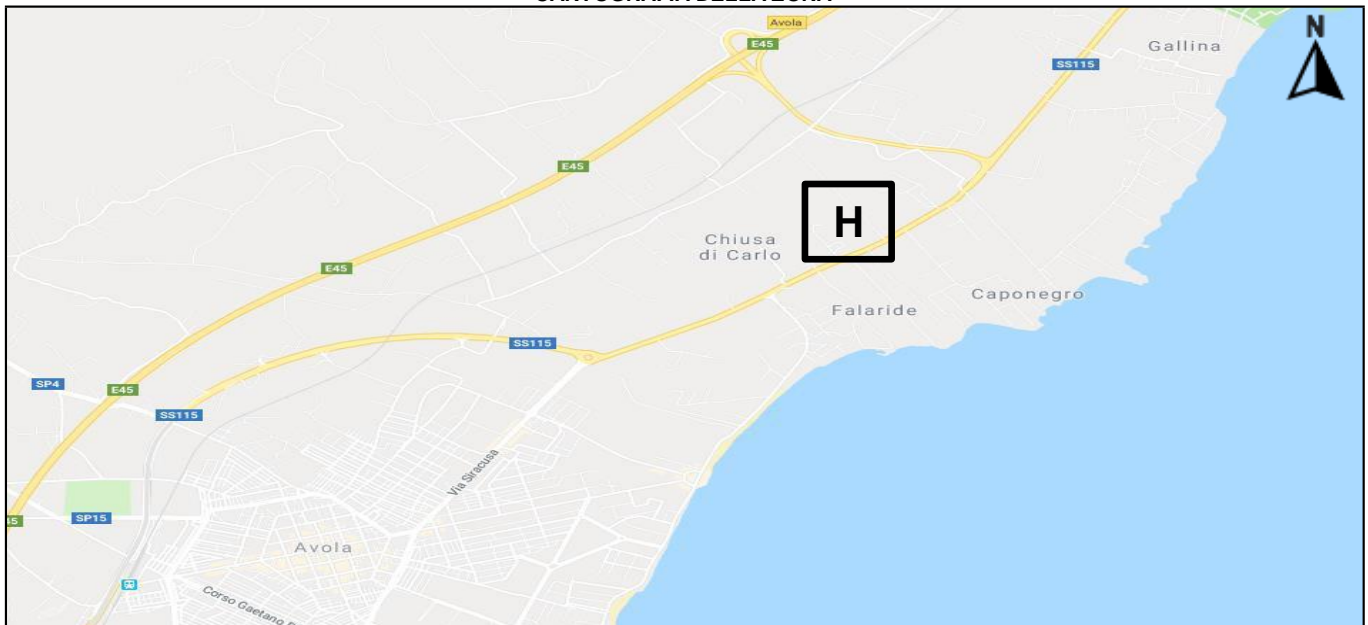 Avola
E45
N
Gallina
SS115
E45
H
Chiusa
di Carlo
E45
Caponegro
Falaride
SS115
SP4
E45
SS115
Via Siracusa
SP15
Avola
Corso Gaetano